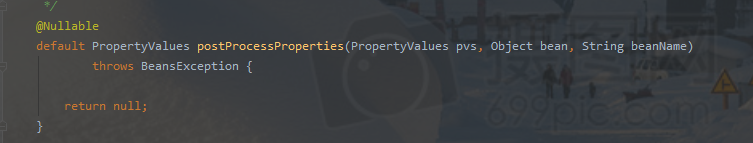 */
@Nullable
default PropertyValues postProcessProperties(PropertyValues pvs, Object bean, String beanName)
throws BeansException {
return null;
}
699pic.com